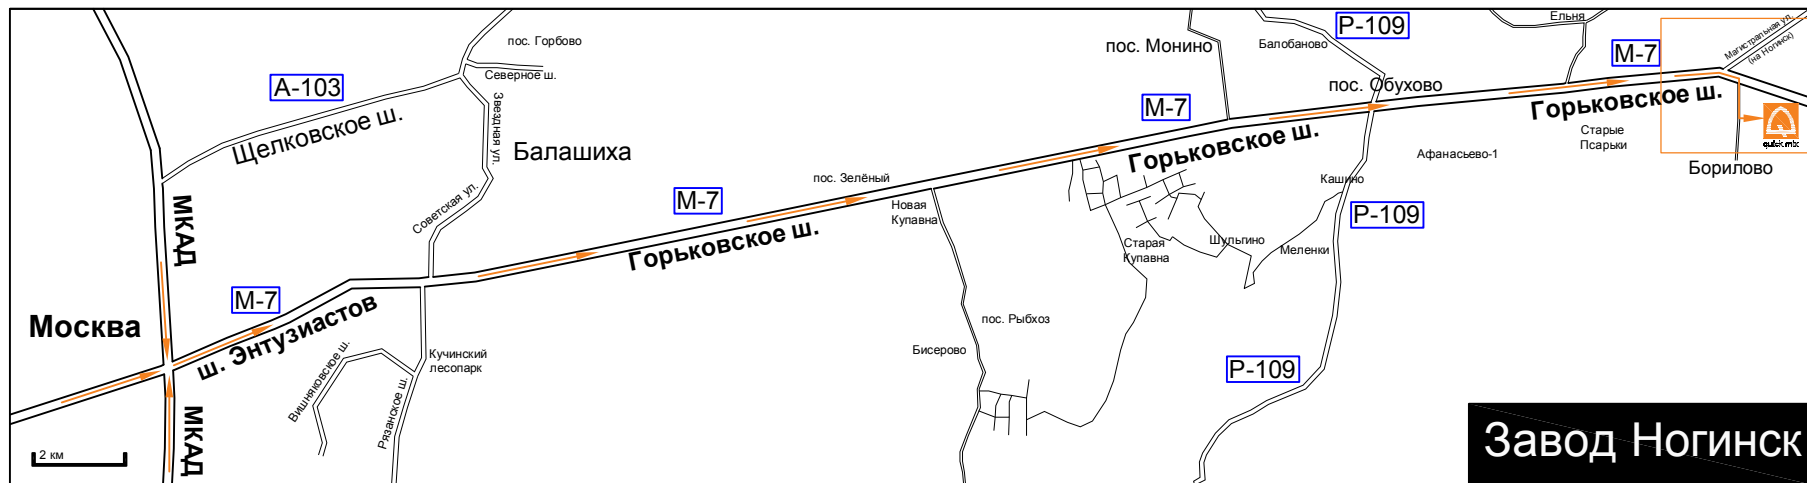 Р-109
Ельня
Магистральная ул.
(на Ногинск)
пос. Горбово
пос. Монино
Балобаново
М-7
Северное ш.
А-103
пос. Обухово
Звездная ул.
М-7
Горьковское ш.
Щелковское ш.
Балашиха
Горьковское ш.
Старые
Псарьки
quick-mix
Афанасьево-1
Борилово
пос. Зелёный
Кашино
МКАД
Советская ул.
М-7
Новая
Купавна
Р-109
Горьковское ш.
Старая
Купавна
Шульгино
Меленки
М-7
Москва
ш. Энтузиастов
пос. Рыбхоз
Бисерово
Кучинский
лесопарк
Вишняковское ш.
Рязанское ш.
Р-109
МКАД
2 км
Завод Ногинск